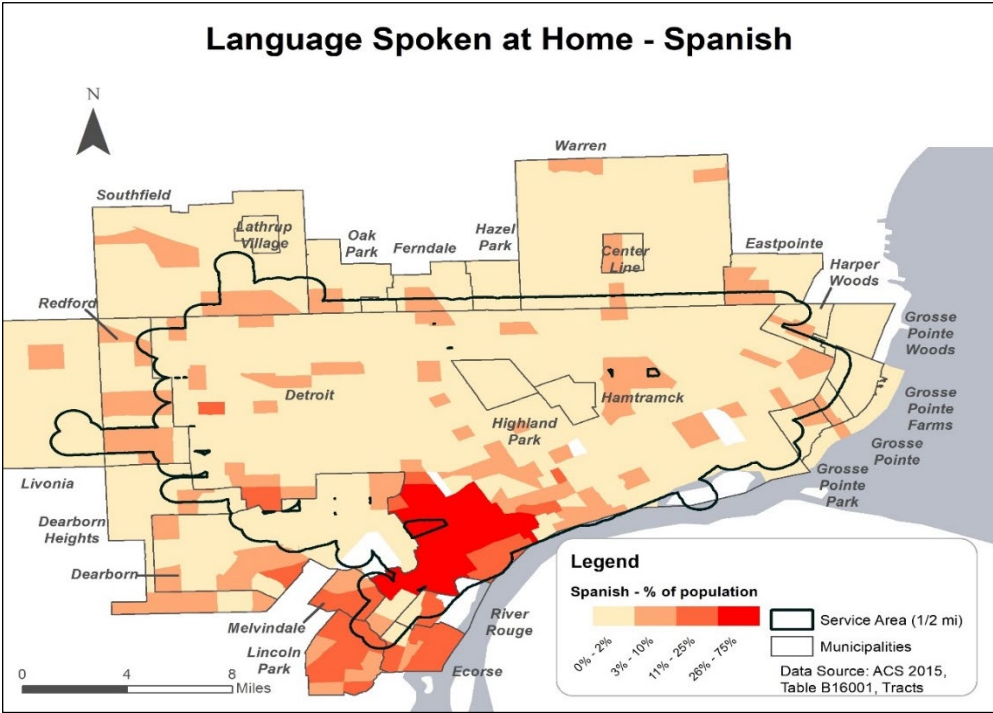 Language Spoken at Home - Spanish
N
Warren
Southfield
Lathrup
Village
Oak
Park
Ferndale
Hazel
Park
Center
Line
Eastpointe
Harper
Woods
Redford
Grosse
Pointe
Woods
Detroit
Hamtramck
Highland
Park
Grosse
Pointe
Farms
Grosse
Pointe
Grosse
Pointe
Park
Livonia
Dearborn
Heights
Dearborn
Melvindale
Lincoln
Park
River
Rouge
Ecorse
0 4 8
Miles
Legend
Spanish - % of population
0% - 2%
3% - 10%
11% - 25%
26% - 75%
Service Area (1/2 mi)
Municipalities
Data Source: ACS 2015,
Table B16001, Tracts